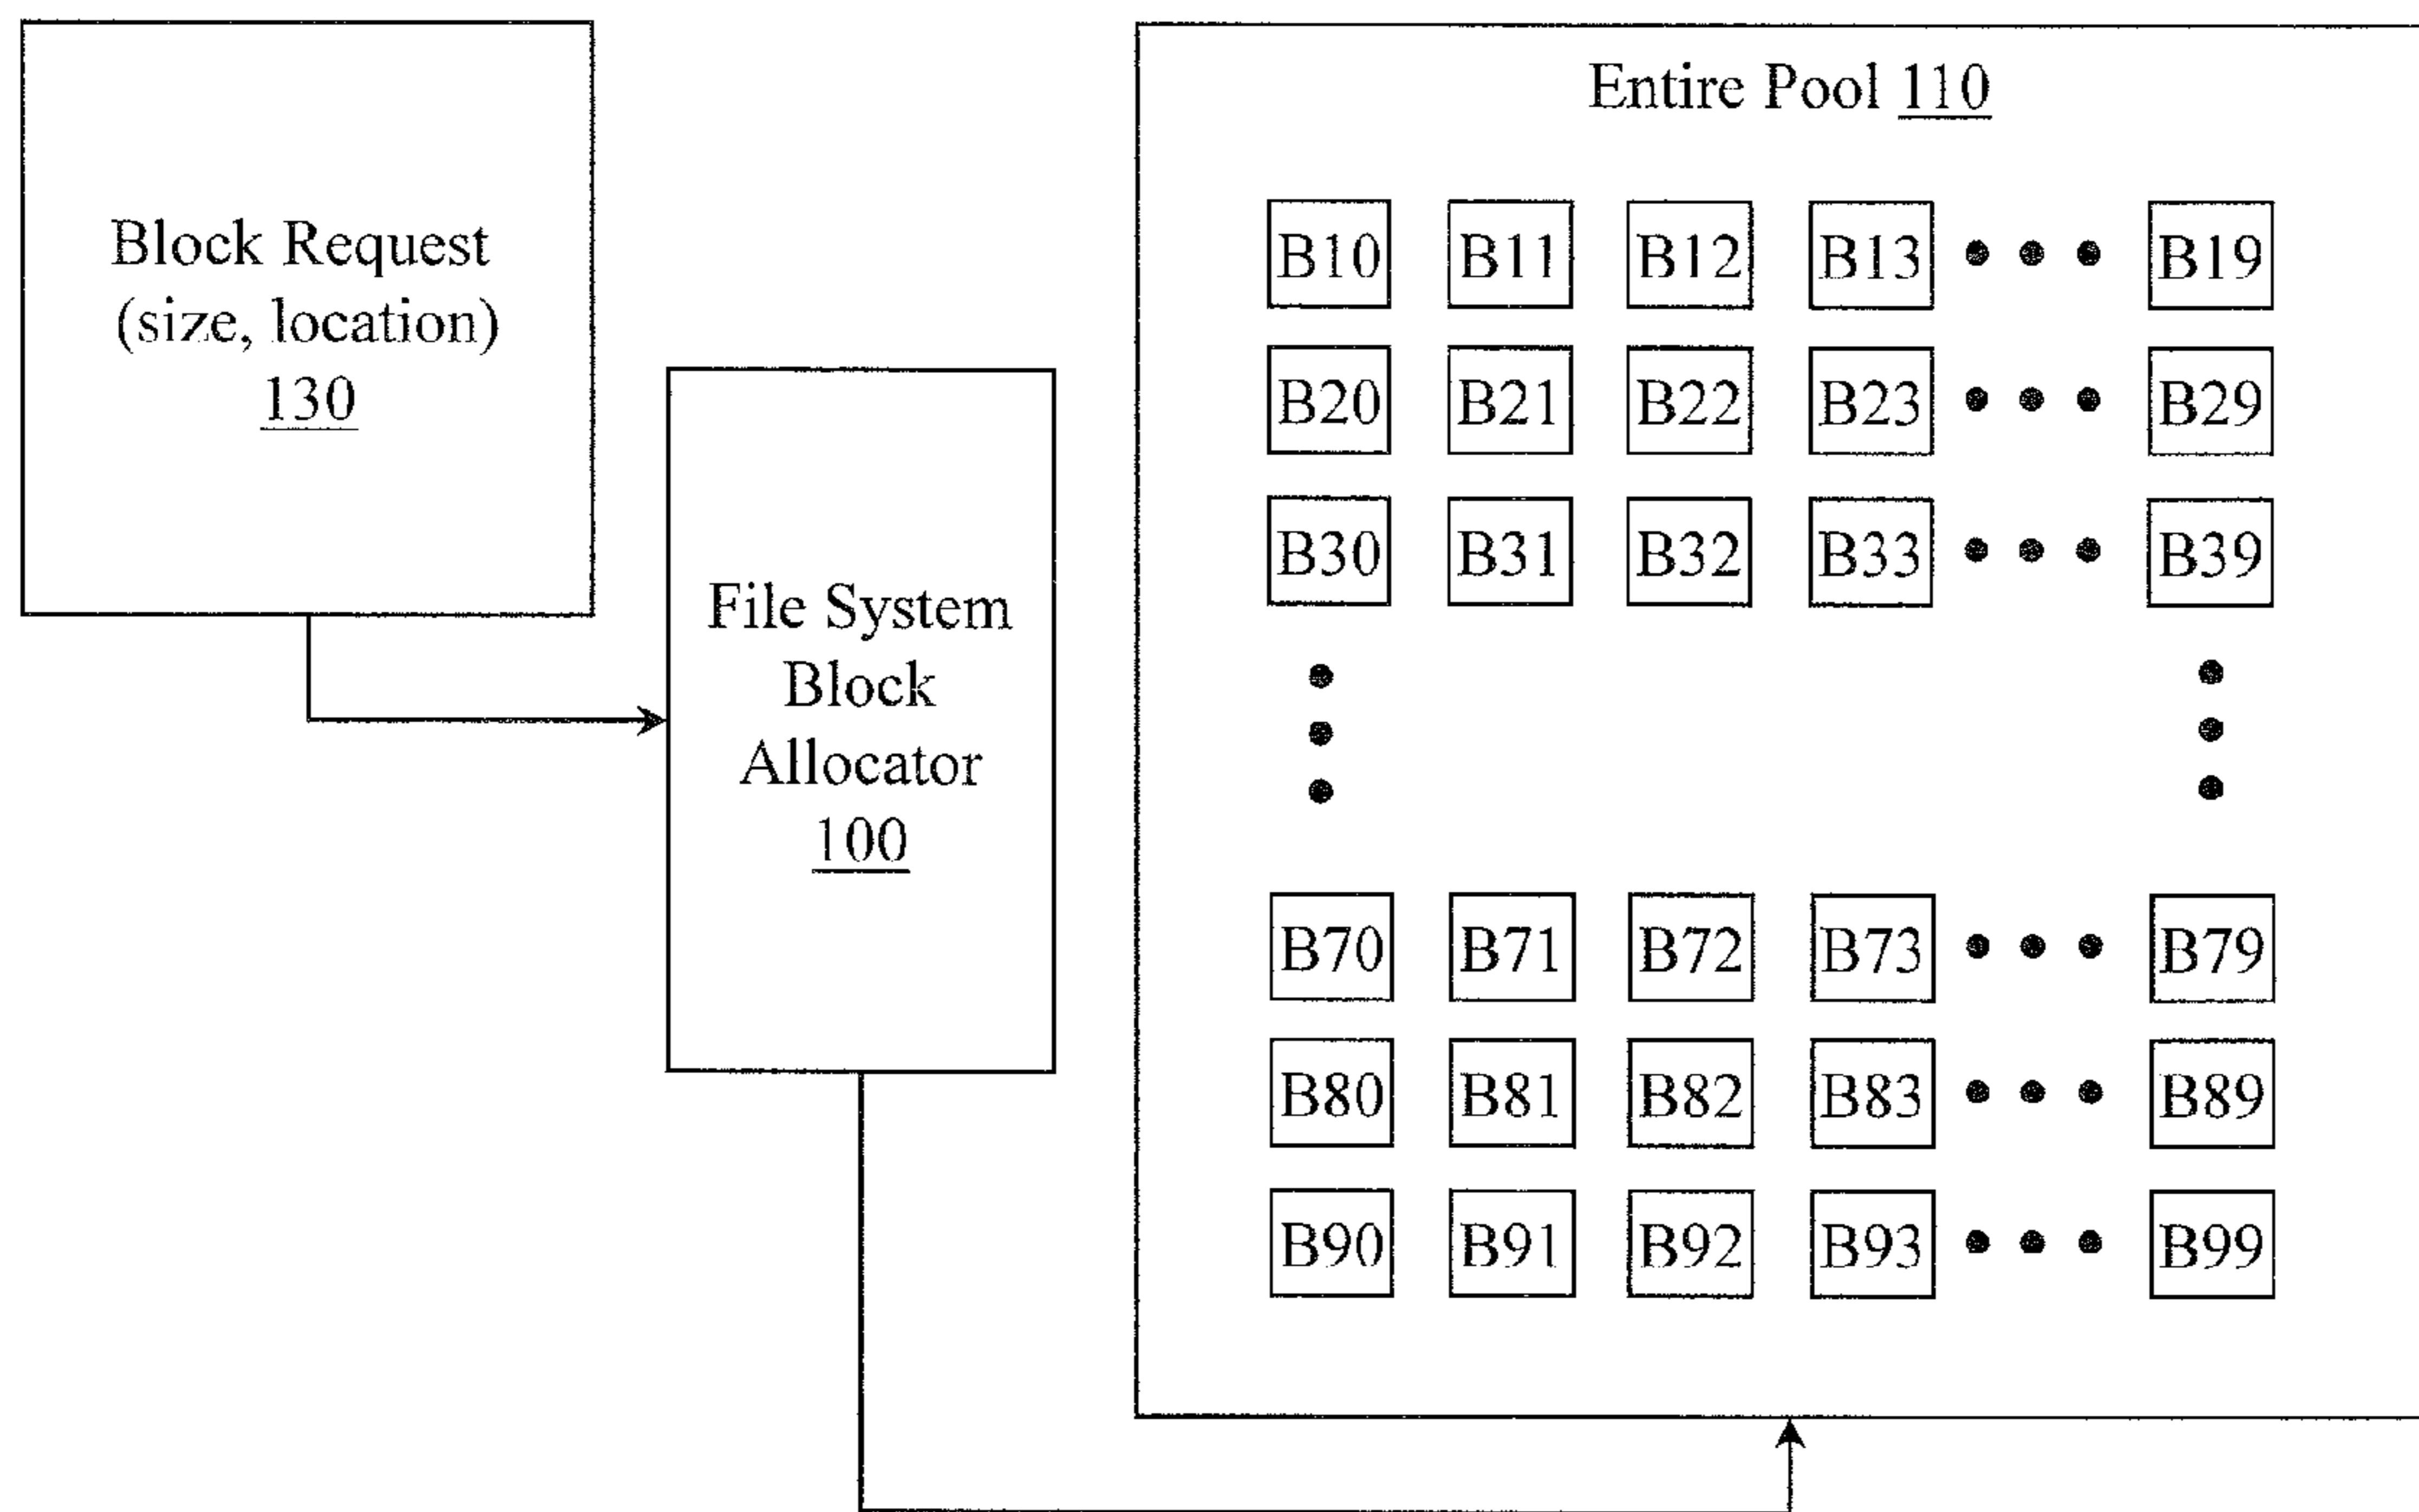 Block Request
(size, location)
130
File System
Block
Allocator
100
Entire Pool 110
B10 B11 B12 B13 B19
B20 B21 B22 B23 B29
B30 B31 B32 B33 B39
B70 B71 B72 B73 B79
B80 B81 B82 B83 B89
B90 B91 B92 B93 B99